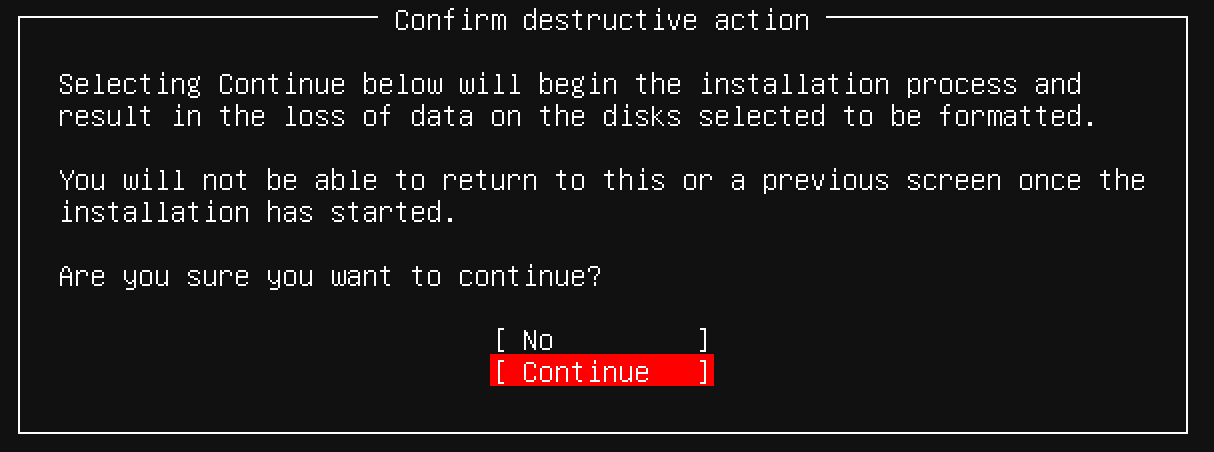 Confirm destructive action
Selecting Continue below will begin the installation process and
result in the loss of data on the disks selected to be formatted.
You will not be able to return to this or a previous screen once the
installation has started.
Are you sure you want to continue?
[ No ]
[ Continue ]